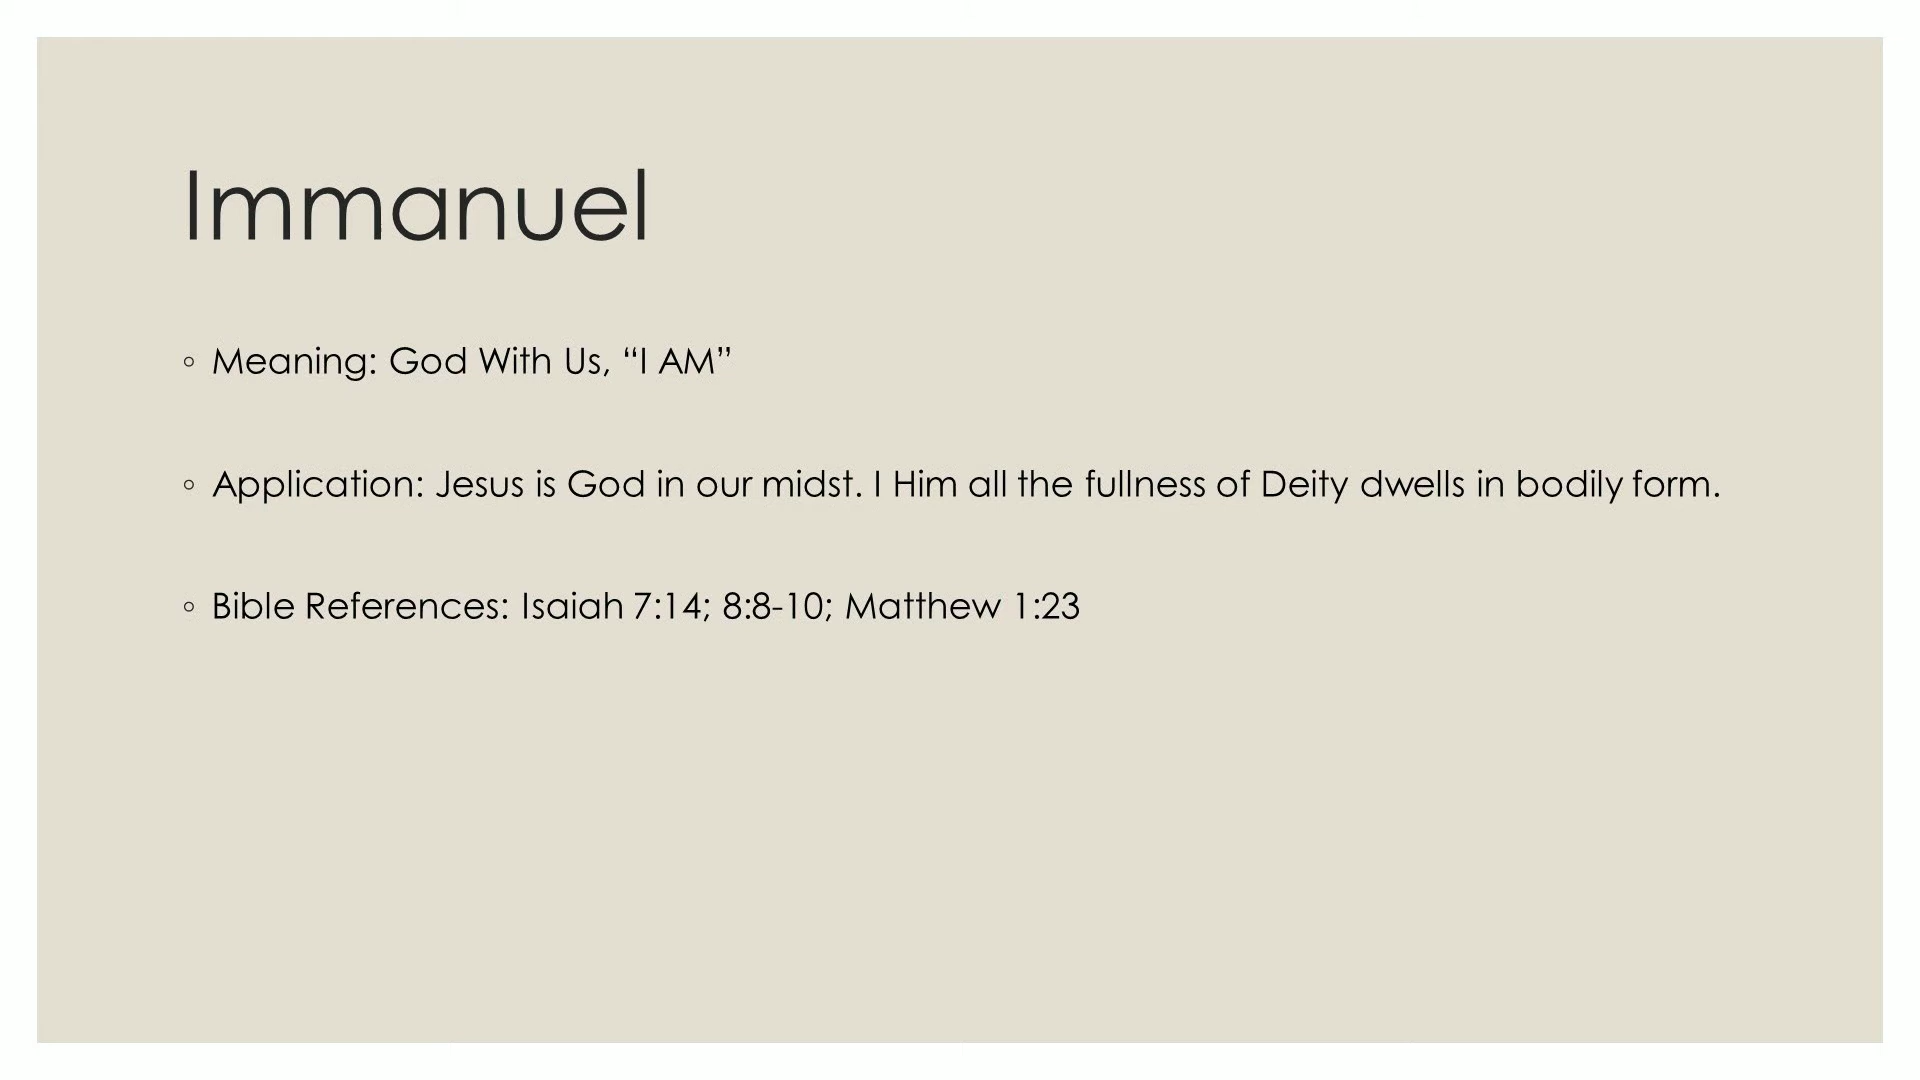 Immanuel
◦ Meaning: God With Us, “I AM”
◦ Application: Jesus is God in our midst. I Him all the fullness of Deity dwells in bodily form.
◦ Bible References: Isaiah 7:14; 8:8-10; Matthew 1:23